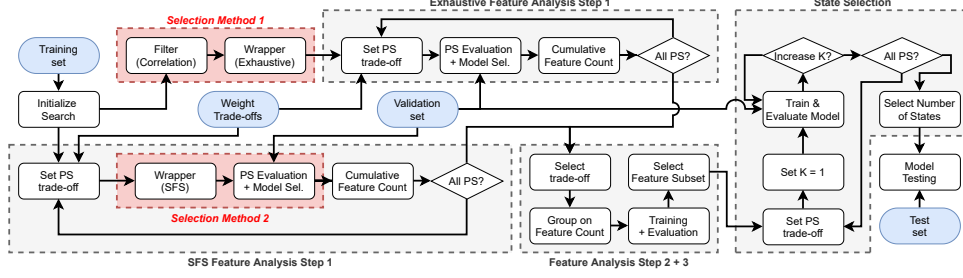 Exhaustive Feature Analysis Step 1
State Selection
Selection Method 1
Training
set
Filter
(Correlation)
Wrapper
(Exhaustive)
Set PS
trade-off
PS Evaluation
+ Model Sel.
Cumulative
Feature Count
All PS?
Increase K?
All PS?
Initialize
Search
Weight
Trade-offs
Validation
set
Train &
Evaluate Model
Select Number
of States
Set PS
trade-off
Wrapper
(SFS)
PS Evaluation
+ Model Sel.
Cumulative
Feature Count
All PS?
Selection Method 2
Select
trade-off
Select
Feature Subset
Group on
Feature Count
Training
+ Evaluation
Set K = 1
Set PS
trade-off
Model
Testing
Test
set
SFS Feature Analysis Step 1
Feature Analysis Step 2 + 3